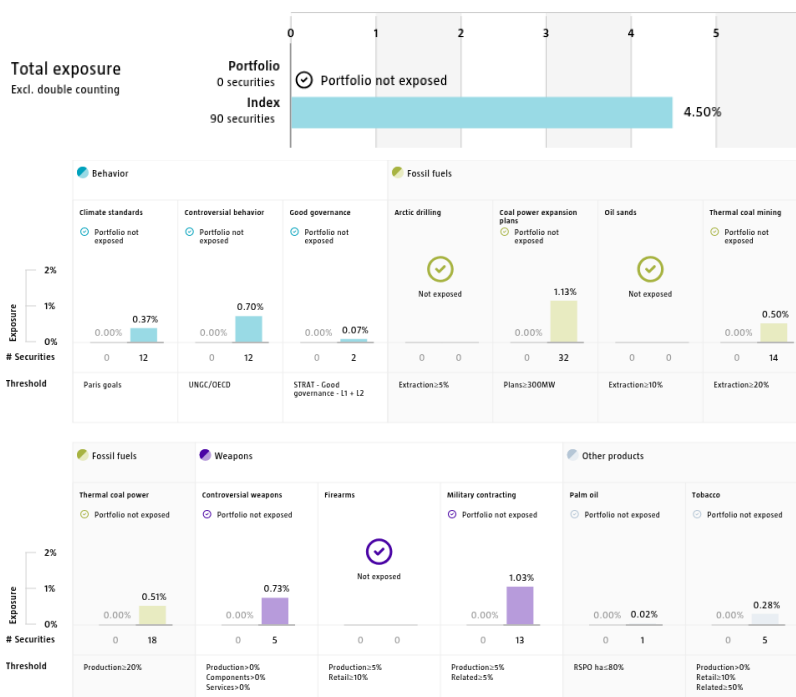 0 1 2 3 4 5
Total exposure
Excl. double counting
Portfolio
0 securities
Portfolio not exposed
Index
90 securities
4.50%
Behavior
Fossil fuels
Climate standards
Portfolio not
exposed
Controversial behavior
Portfolio not
exposed
Good governance
Portfolio not
exposed
Arctic drilling
Not exposed
Coal power expansion
plans
Portfolio not
exposed
Oil sands
Not exposed
Thermal coal mining
Portfolio not
exposed
Exposure
2%
1%
0%
0.00% 0.37%
0.00% 0.70%
0.00% 0.07%
0.00% 1.13%
0.00% 0.50%
# Securities 0 12 0 12 0 2 0 0 0 32 0 0 0 14
Threshold
Paris goals
UNGC/OECD
STRAT - Good
governance - L1 + L2
Extraction≥5%
Plans≥300MW
Extraction≥10%
Extraction≥20%
Fossil fuels
Weapons
Other products
Thermal coal power
Portfolio not exposed
Controversial weapons
Portfolio not exposed
Firearms
Not exposed
Military contracting
Portfolio not exposed
Palm oil
Portfolio not exposed
Tobacco
Portfolio not exposed
Exposure
2%
1%
0%
0.00% 0.51%
0.00% 0.73%
0.00% 1.03%
0.00% 0.02%
0.00% 0.28%
# Securities 0 18 0 5 0 0 0 13 0 1 0 5
Threshold
Production≥20%
Production>0%
Components>0%
Services>0%
Production≥5%
Retail≥10%
Production≥5%
Related≥5%
RSPO ha≤80%
Production>0%
Retail≥10%
Related≥50%